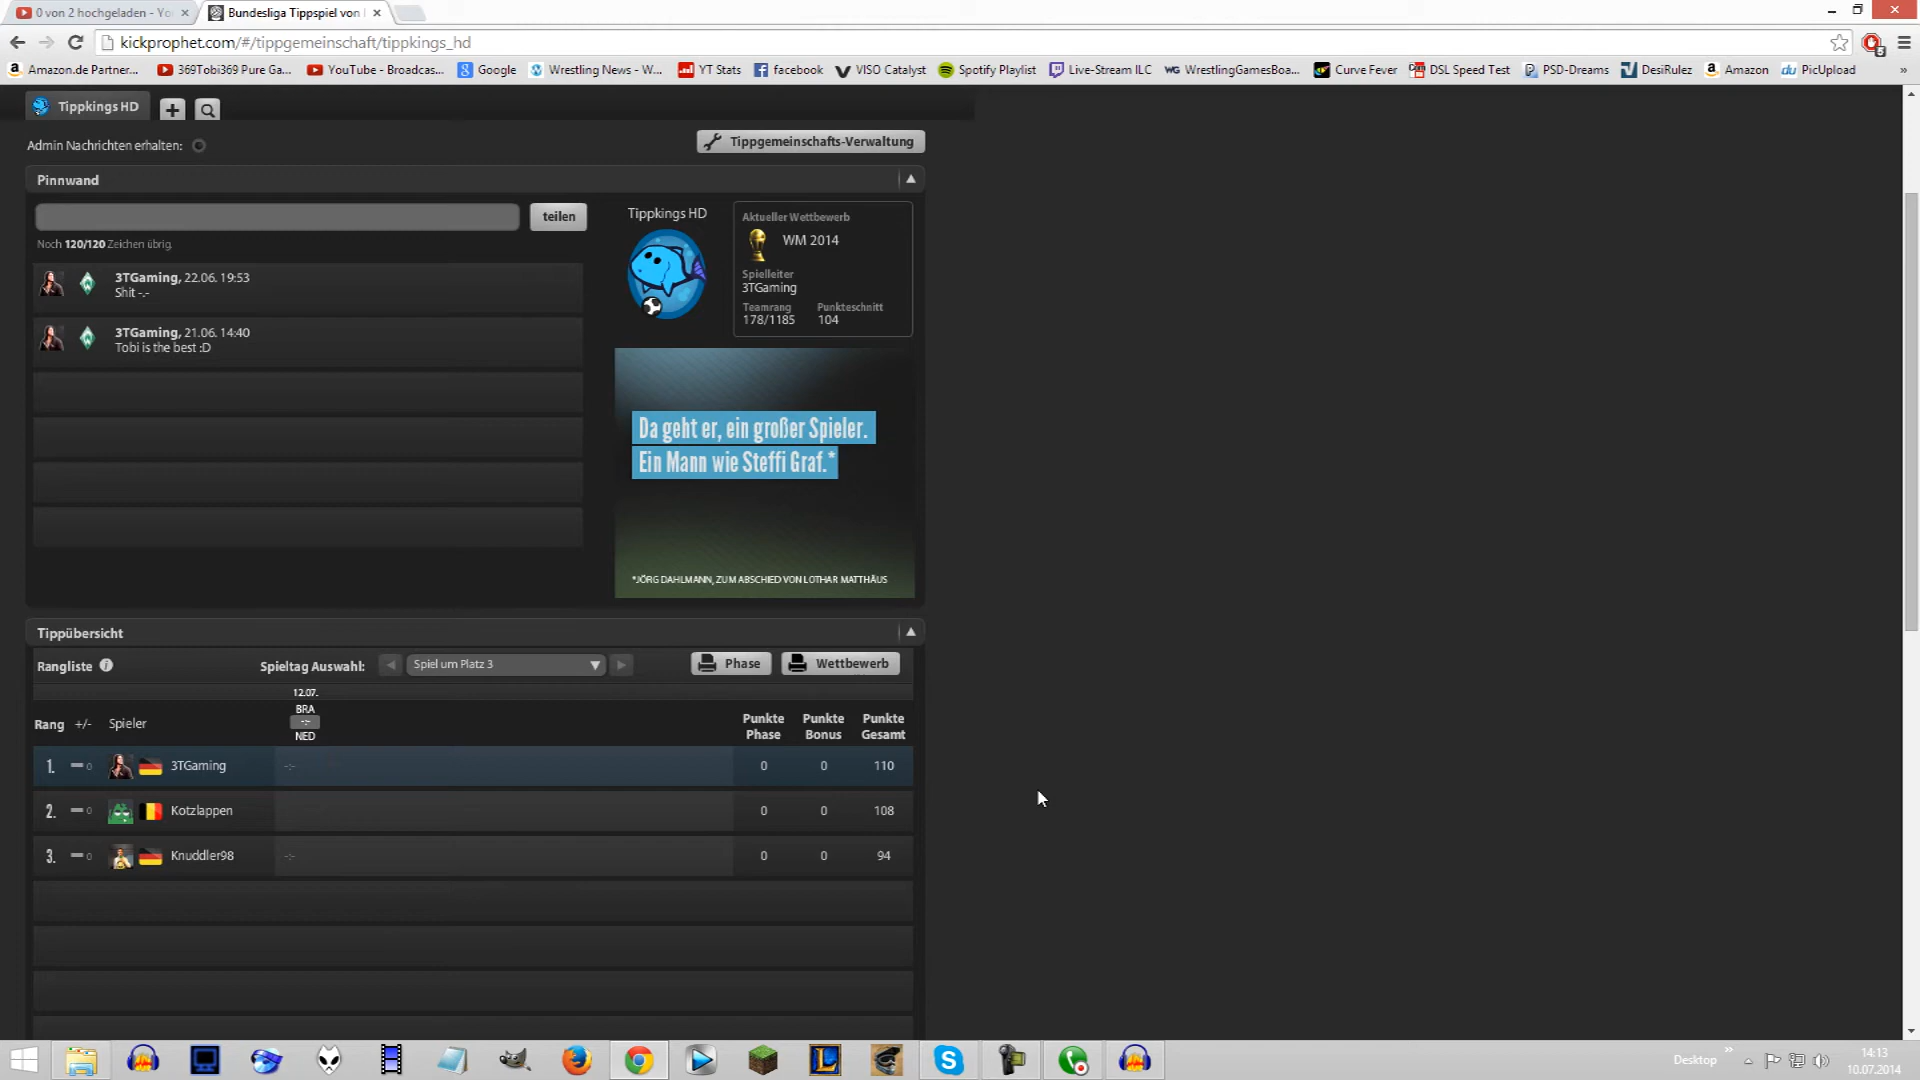 0 von 2 hochgeladen - Yo
Bundesliga Tippspiel von
kickprophet.com/#/tippgemeinschaft/tippkings_hd
Amazon.de Partner... 369Tobi369 Pure Ga... YouTube - Broadcas... Google Wrestling News - W... YT Stats facebook VISO Catalyst Spotify Playlist Live-Stream ILC WrestlingGamesBoa... Curve Fever DSL Speed Test PSD-Dreams DesiRulez Amazon PicUpload »
Tippkings HD
Admin Nachrichten erhalten:
Tippgemeinschafts-Verwaltung
Pinnwand
teilen
Noch 120/120 Zeichen übrig.
3TGaming, 22.06. 19:53
Shit -.-
3TGaming, 21.06. 14:40
Tobi is the best :D
Tippkings HD
Aktueller Wettbewerb
WM 2014
Spielleiter
3TGaming
Teamrang Punkteschnitt
178/1185 104
Da geht er, ein großer Spieler.
Ein Mann wie Steffi Graf.*
*JÖRG DAHLMANN, ZUM ABSCHIED VON LOTHAR MATTHÄUS
Tippübersicht
Rangliste Spieltag Auswahl: Spiel um Platz 3 Phase Wettbewerb
12.07.
BRA
-:-
NED
Rang +/- Spieler Punkte Phase Punkte Bonus Punkte Gesamt
1. 0 3TGaming -:- 0 0 110
2. 0 Kotzlappen 0 0 108
3. 0 Knuddler98 -:- 0 0 94
Desktop »
14:13
10.07.2014